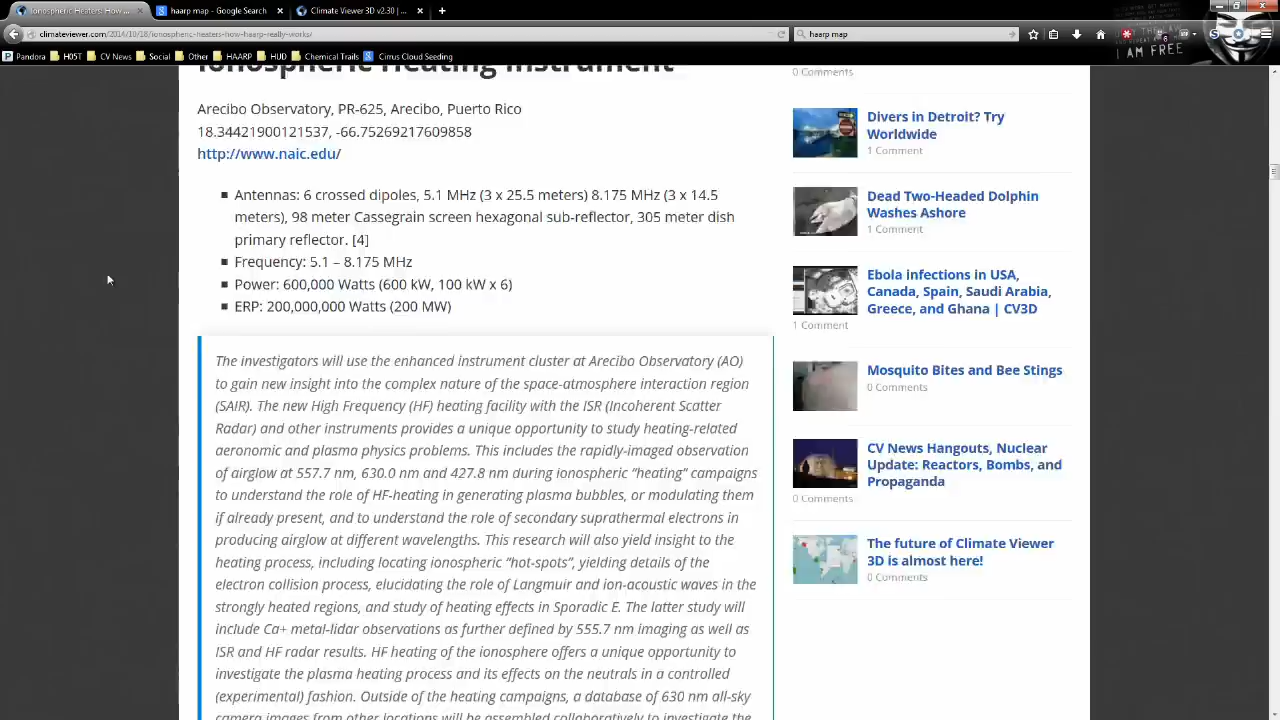 Ionospheric Heaters: How...
haarp map - Google Search
Climate Viewer 3D v2.30 | ...
climateviewer.com/2014/10/18/ionospheric-heaters-how-haarp-really-works/
haarp map
I AM FREE
Pandora
H05T
CV News
Social
Other
HAARP
HUD
Chemical Trails
Cirrus Cloud Seeding
Ionospheric Heating Instrument
Arecibo Observatory, PR-625, Arecibo, Puerto Rico
18.34421900121537, -66.75269217609858
http://www.naic.edu/
Antennas: 6 crossed dipoles, 5.1 MHz (3 x 25.5 meters) 8.175 MHz (3 x 14.5
meters), 98 meter Cassegrain screen hexagonal sub-reflector, 305 meter dish
primary reflector. [4]
Frequency: 5.1 – 8.175 MHz
Power: 600,000 Watts (600 kW, 100 kW x 6)
ERP: 200,000,000 Watts (200 MW)
The investigators will use the enhanced instrument cluster at Arecibo Observatory (AO)
to gain new insight into the complex nature of the space-atmosphere interaction region
(SAIR). The new High Frequency (HF) heating facility with the ISR (Incoherent Scatter
Radar) and other instruments provides a unique opportunity to study heating-related
aeronomic and plasma physics problems. This includes the rapidly-imaged observation
of airglow at 557.7 nm, 630.0 nm and 427.8 nm during ionospheric “heating” campaigns
to understand the role of HF-heating in generating plasma bubbles, or modulating them
if already present, and to understand the role of secondary suprathermal electrons in
producing airglow at different wavelengths. This research will also yield insight to the
heating process, including locating ionospheric “hot-spots”, yielding details of the
electron collision process, elucidating the role of Langmuir and ion-acoustic waves in the
strongly heated regions, and study of heating effects in Sporadic E. The latter study will
include Ca+ metal-lidar observations as further defined by 555.7 nm imaging as well as
ISR and HF radar results. HF heating of the ionosphere offers a unique opportunity to
investigate the plasma heating process and its effects on the neutrals in a controlled
(experimental) fashion. Outside of the heating campaigns, a database of 630 nm all-sky
camera images from other locations will be assembled collaboratively to investigate the
0 Comments
Divers in Detroit? Try
Worldwide
1 Comment
Dead Two-Headed Dolphin
Washes Ashore
1 Comment
Ebola infections in USA,
Canada, Spain, Saudi Arabia,
Greece, and Ghana | CV3D
1 Comment
Mosquito Bites and Bee Stings
0 Comments
CV News Hangouts, Nuclear
Update: Reactors, Bombs, and
Propaganda
0 Comments
The future of Climate Viewer
3D is almost here!
0 Comments